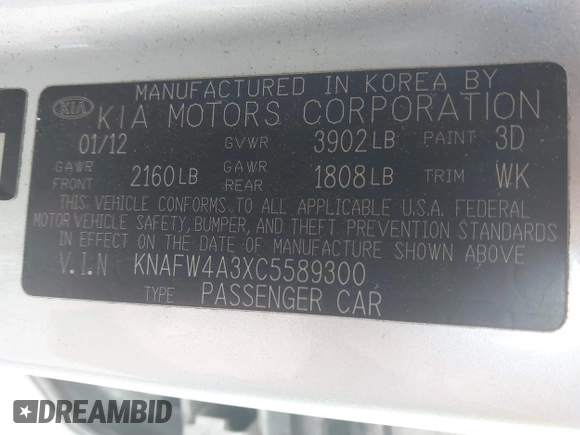 MANUFACTURED IN KOREA BY
KIA KIA MOTORS CORPORATION
01/12 GVWR 3902LB PAINT 3D
GAWR FRONT 2160LB GAWR REAR 1808LB TRIM WK
THIS VEHICLE CONFORMS TO ALL APPLICABLE U.S.A. FEDERAL
MOTOR VEHICLE SAFETY, BUMPER, AND THEFT PREVENTION STANDARDS
IN EFFECT ON THE DATE OF MANUFACTURE SHOWN ABOVE
V.I.N KNAFW4A3XC5589300
TYPE PASSENGER CAR
DREAMBID